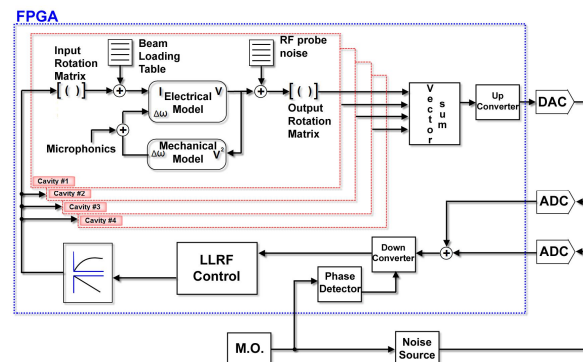 FPGA
Input
Rotation
Matrix
Beam
Loading
Table
RF probe
noise
[ ( ) ]
I Electrical V
Model
Δω
[ ( ) ]
Output
Rotation
Matrix
Vector
sum
Up
Converter
DAC
Microphonics
Mechanical
Δω Model V²
Cavity #1
Cavity #2
Cavity #3
Cavity #4
ADC
ADC
LLRF
Control
Down
Converter
Phase
Detector
M.O.
Noise
Source